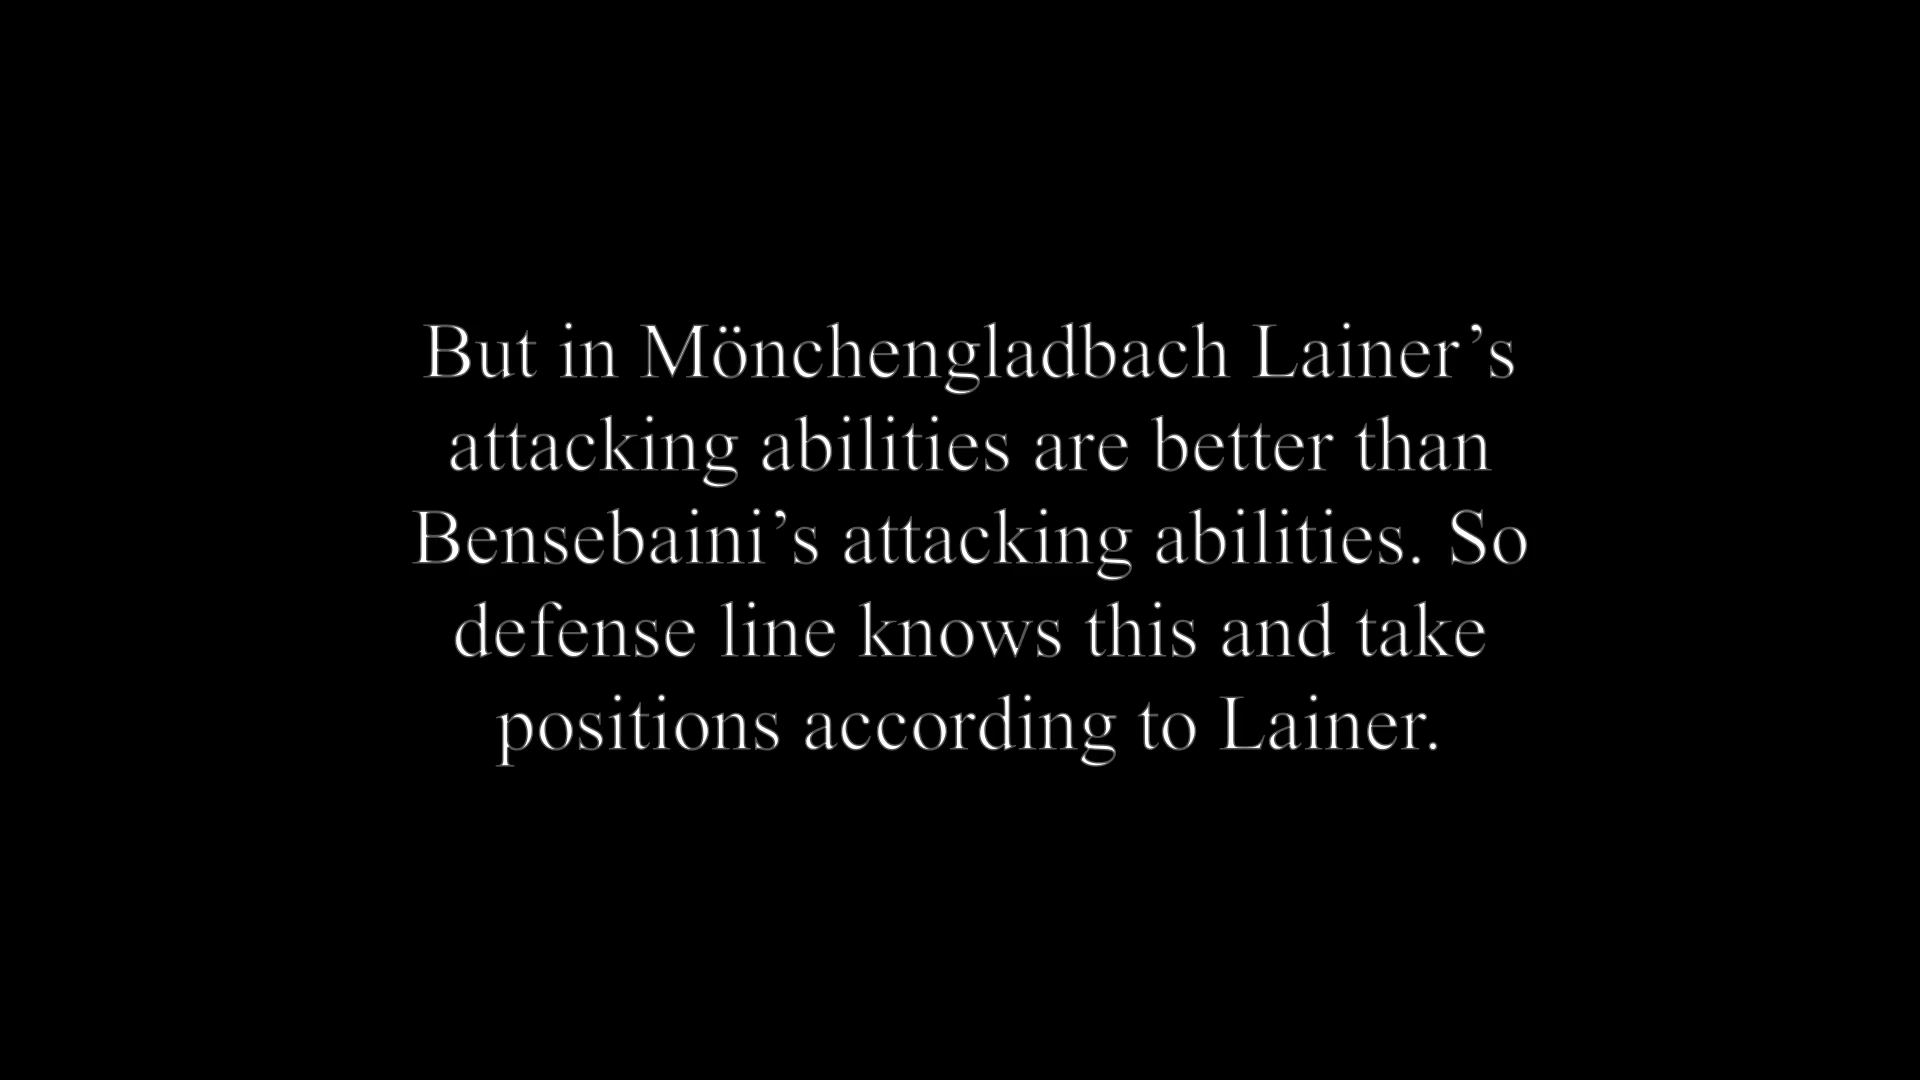 But in Mönchengladbach Lainer’s
attacking abilities are better than
Bensebaini’s attacking abilities. So
defense line knows this and take
positions according to Lainer.